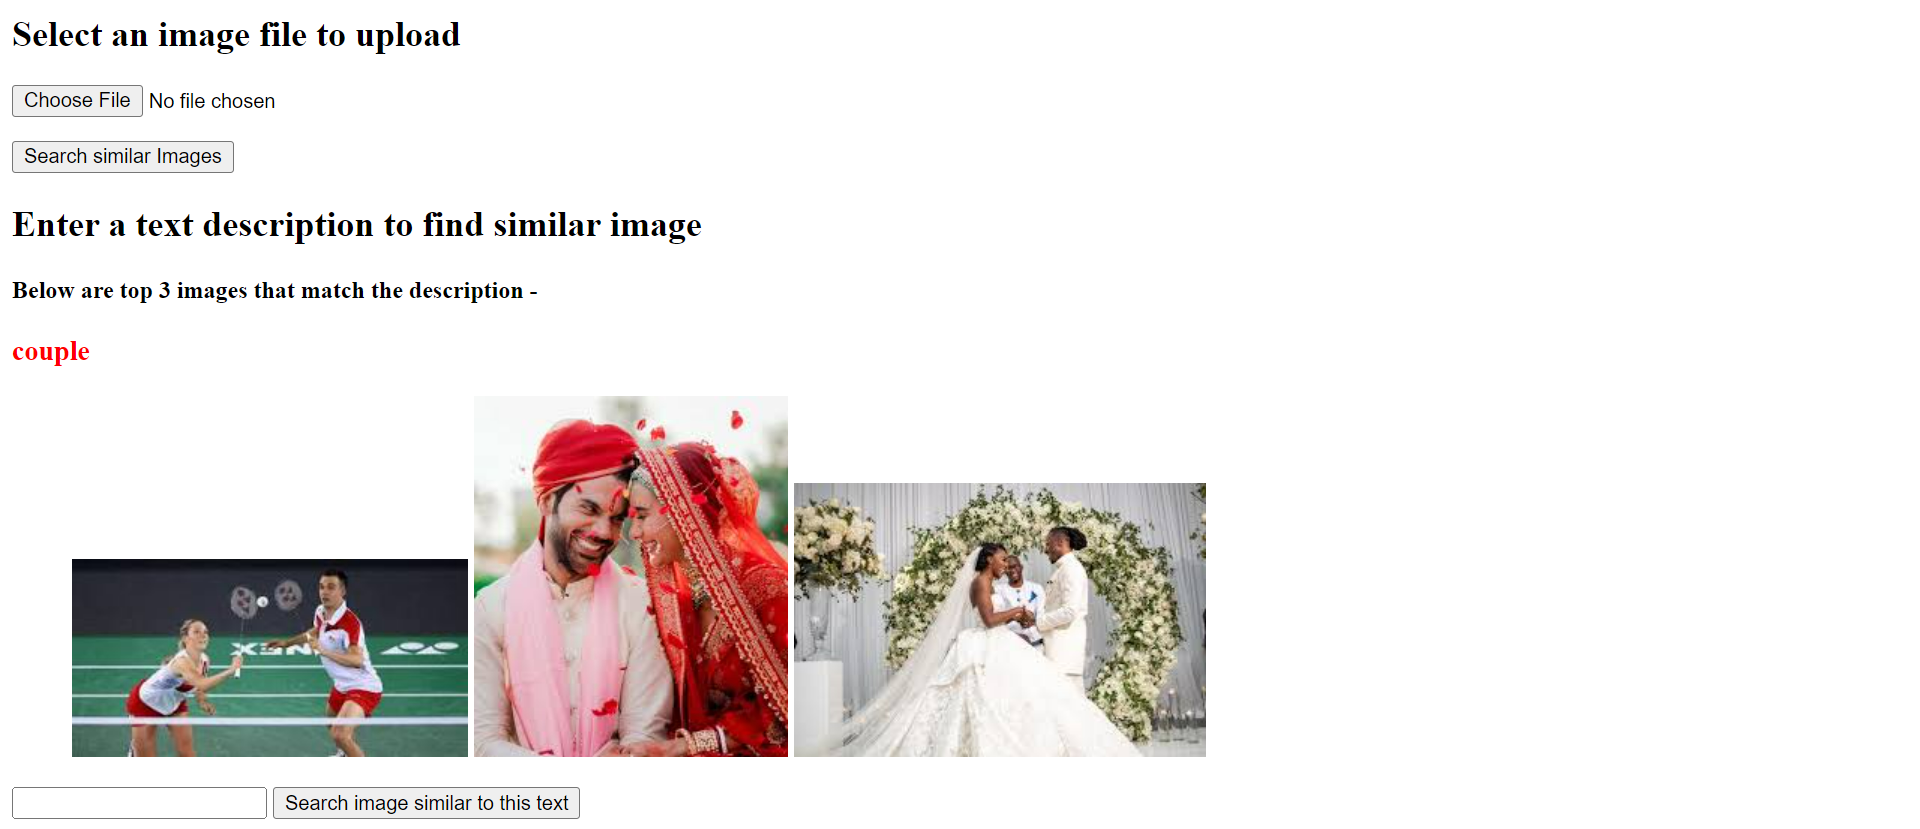 Select an image file to upload
Choose File No file chosen
Search similar Images
Enter a text description to find similar image
Below are top 3 images that match the description -
couple
Search image similar to this text